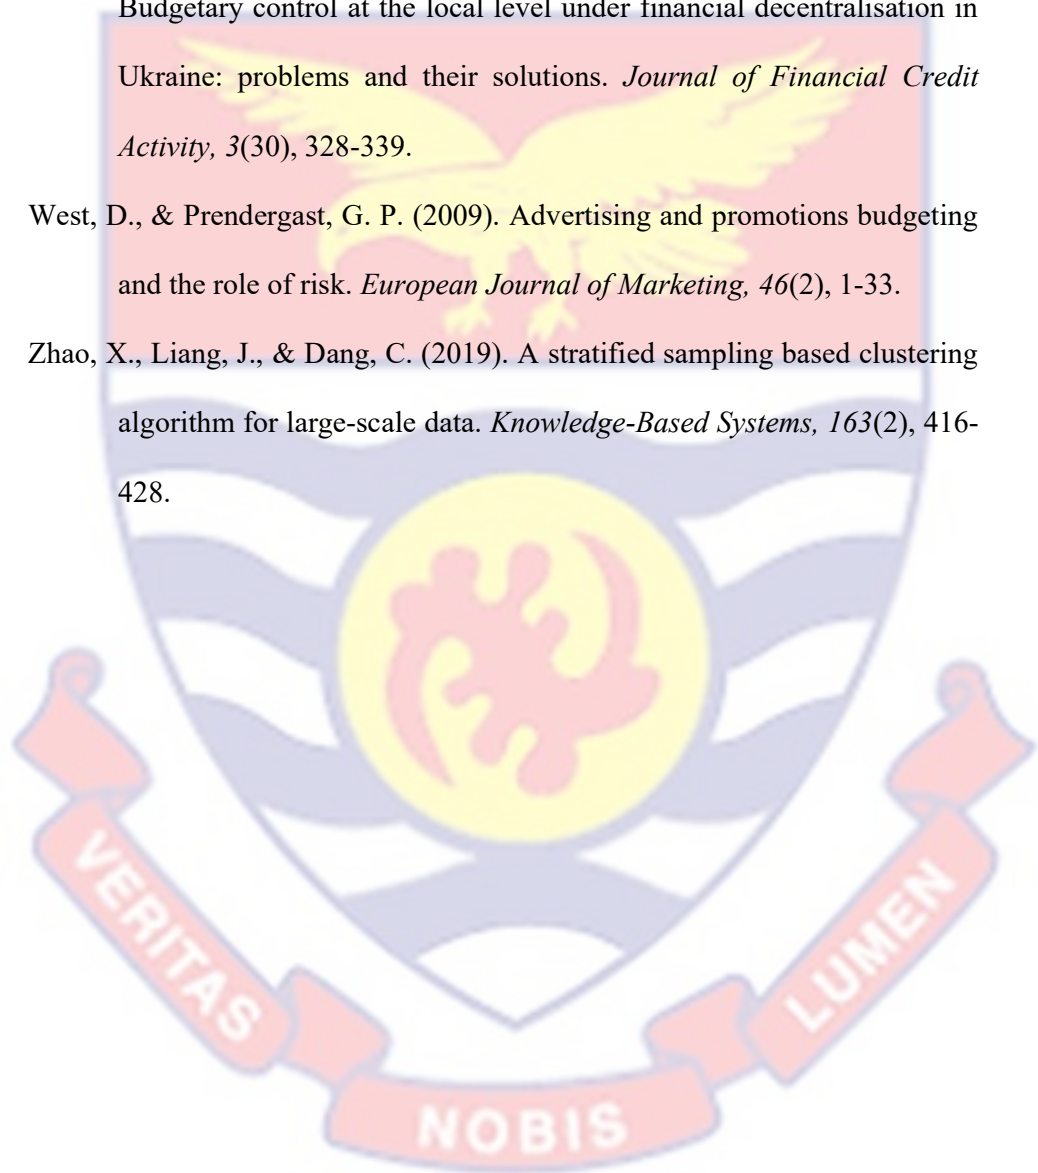 Budgetary control at the local level under financial decentralisation in
Ukraine: problems and their solutions. Journal of Financial Credit
Activity, 3(30), 328-339.
West, D., & Prendergast, G. P. (2009). Advertising and promotions budgeting
and the role of risk. European Journal of Marketing, 46(2), 1-33.
Zhao, X., Liang, J., & Dang, C. (2019). A stratified sampling based clustering
algorithm for large-scale data. Knowledge-Based Systems, 163(2), 416-
428.
VERITAS
NOBIS
LUMEN